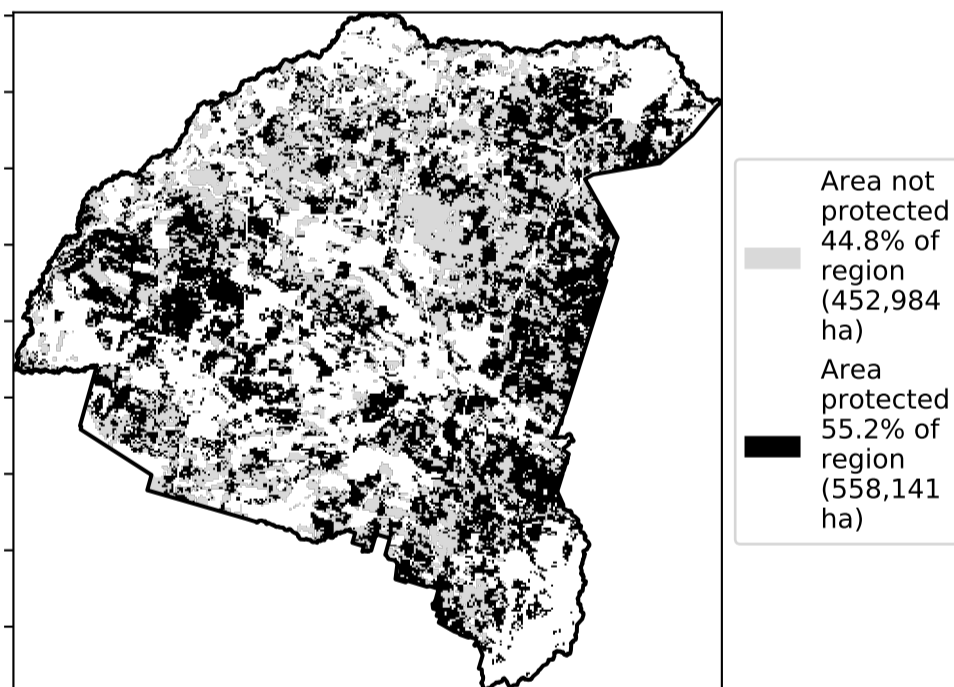 Area not
protected
44.8% of
region
(452,984
ha)
Area
protected
55.2% of
region
(558,141
ha)